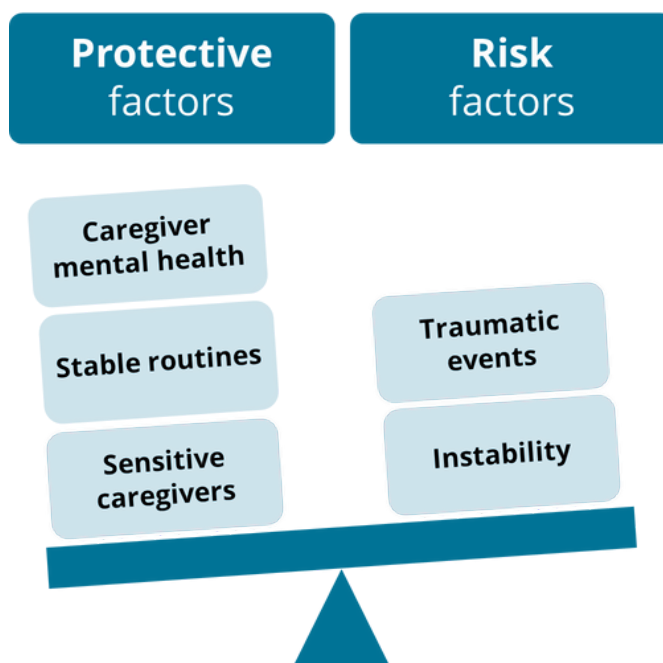 Protective
factors
Risk
factors
Caregiver
mental health
Stable routines
Sensitive
caregivers
Traumatic
events
Instability